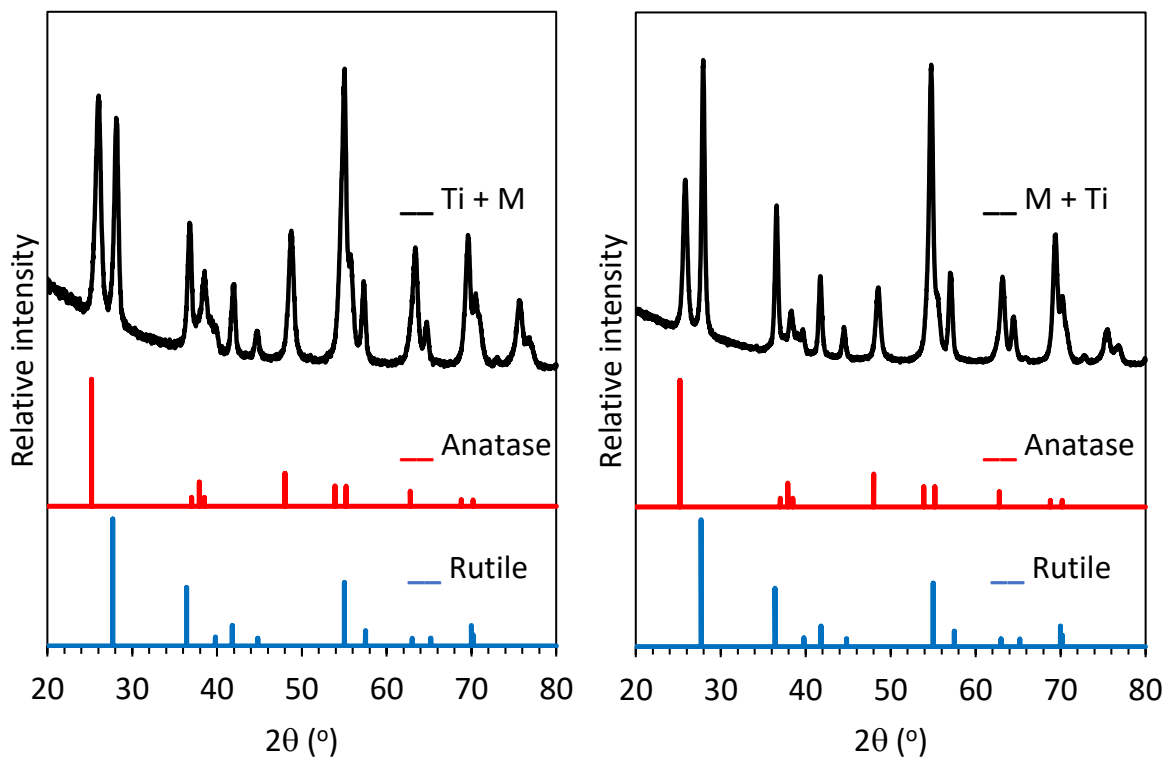 Relative intensity
Ti + M
Anatase
Rutile
20 30 40 50 60 70 80
2θ (º)
Relative intensity
M + Ti
Anatase
Rutile
20 30 40 50 60 70 80
2θ (º)